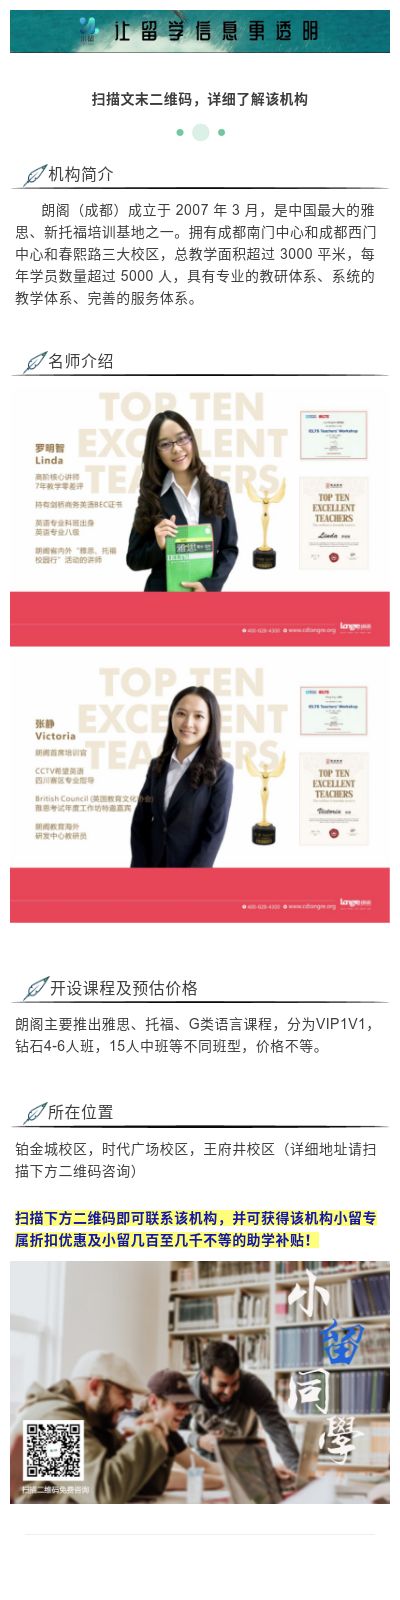 小留
让留学信息更透明
扫描文末二维码，详细了解该机构
机构简介
朗阁（成都）成立于 2007 年 3 月，是中国最大的雅
思、新托福培训基地之一。拥有成都南门中心和成都西门
中心和春熙路三大校区，总教学面积超过 3000 平米，每
年学员数量超过 5000 人，具有专业的教研体系、系统的
教学体系、完善的服务体系。
名师介绍
TOP TEN
EXCELLENT
TEACHERS
罗明智
Linda
高阶核心讲师
7年教学零差评
持有剑桥商务英语BEC证书
英语专业科班出身
英语专业八级
朗阁省内外“雅思、托福
校园行”活动的讲师
雅思
IELTS Teachers' Workshop
TOP TEN
EXCELLENT
TEACHERS
Linda
400-628-4300 www.cdlongre.org
longre
TOP TEN
EXCELLENT
TEACHERS
张静
Victoria
朗阁首席培训官
CCTV希望英语
四川赛区专业指导
British Council (英国教育文化协会)
雅思考试年度工作坊特邀嘉宾
朗阁教育海外
研发中心教研员
IELTS Teachers' Workshop
TOP TEN
EXCELLENT
TEACHERS
Victoria
400-628-4300 www.cdlongre.org
longre
开设课程及预估价格
朗阁主要推出雅思、托福、G类语言课程，分为VIP1V1，
钻石4-6人班，15人中班等不同班型，价格不等。
所在位置
铂金城校区，时代广场校区，王府井校区（详细地址请扫
描下方二维码咨询）
扫描下方二维码即可联系该机构，并可获得该机构小留专
属折扣优惠及小留几百至几千不等的助学补贴！
小留同學
扫描二维码免费咨询